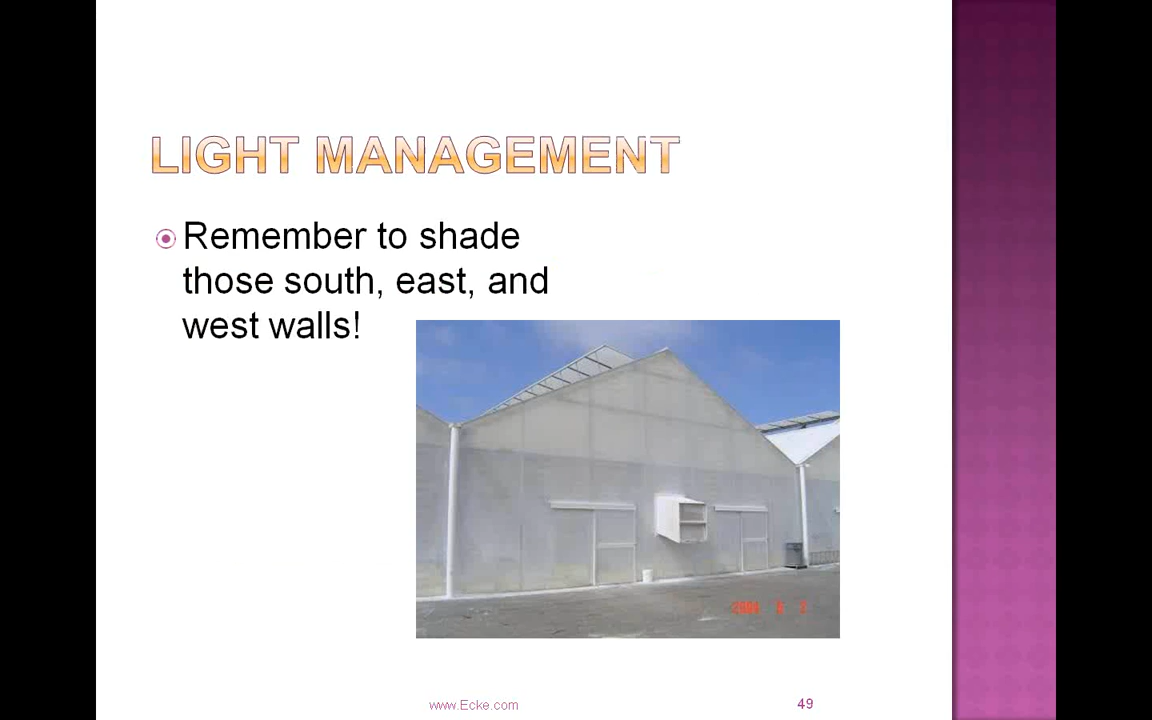 LIGHT MANAGEMENT
Remember to shade
those south, east, and
west walls!
www.Ecke.com
49